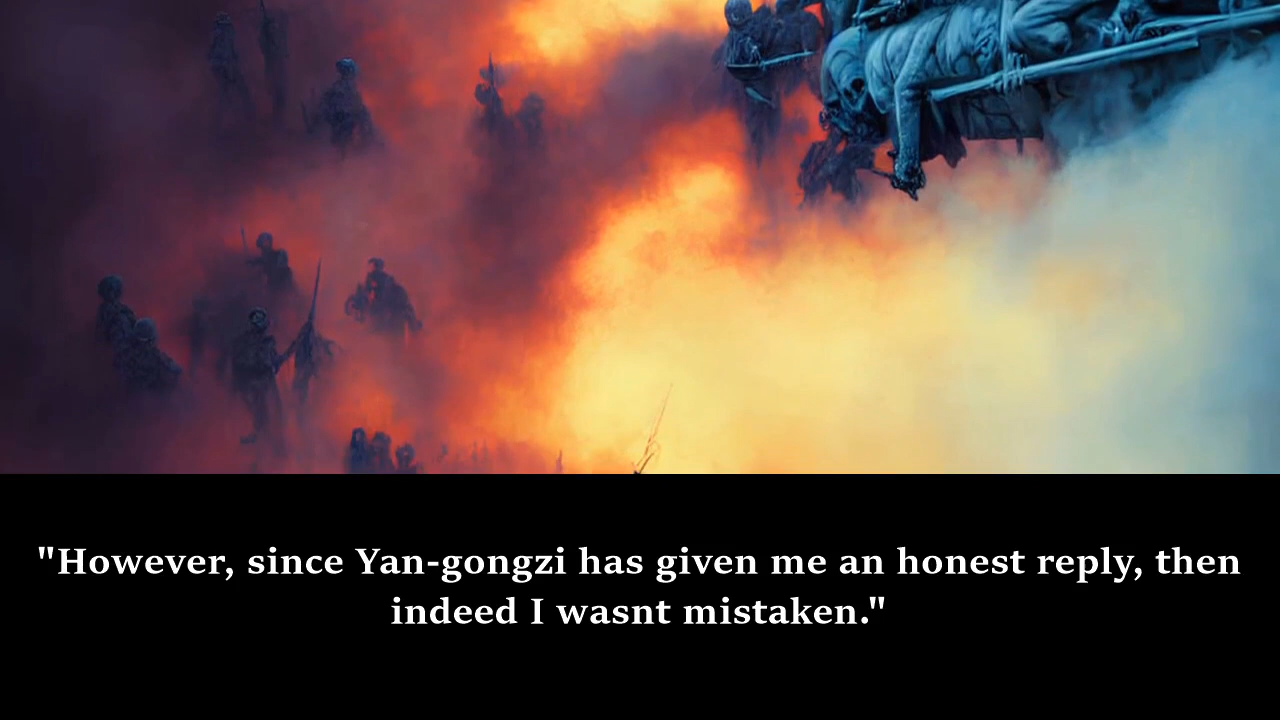 "However, since Yan-gongzi has given me an honest reply, then
indeed I wasnt mistaken."